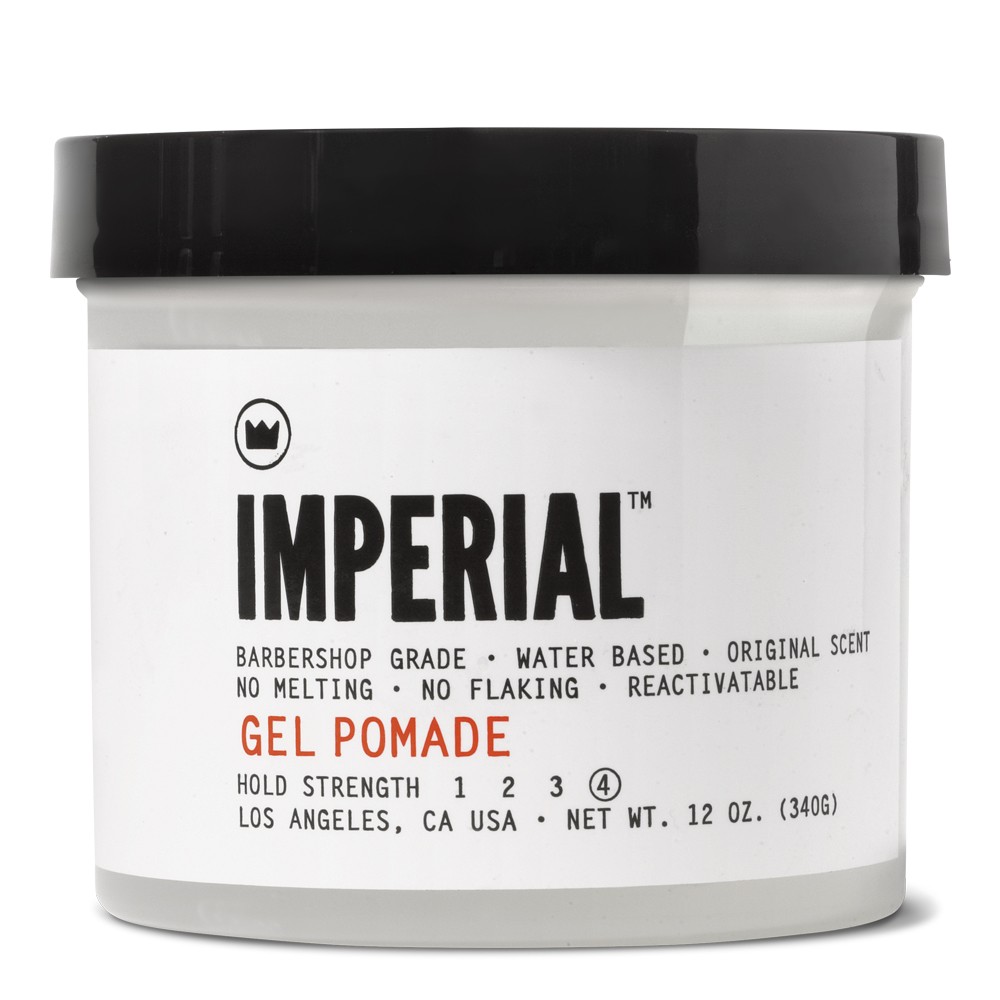 IMPERIAL™
BARBERSHOP GRADE • WATER BASED • ORIGINAL SCENT
NO MELTING • NO FLAKING • REACTIVATABLE
GEL POMADE
HOLD STRENGTH 1 2 3 ④
LOS ANGELES, CA USA • NET WT. 12 OZ. (340G)